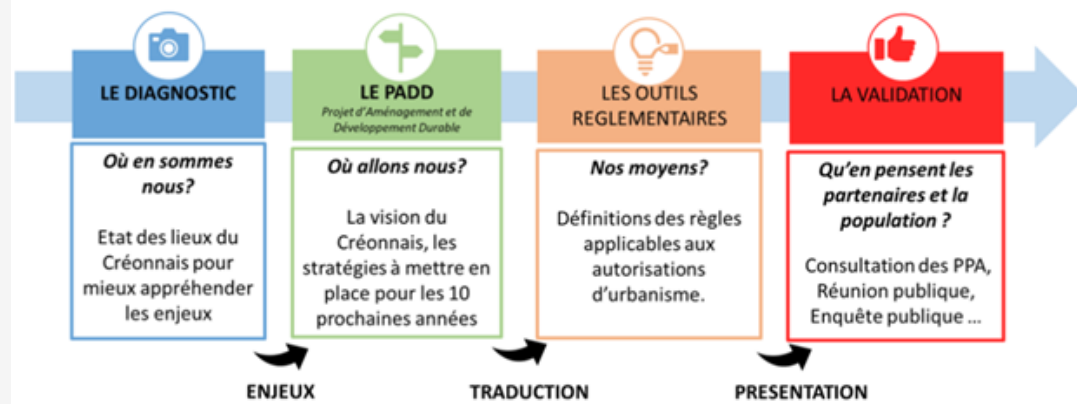 LE DIAGNOSTIC
Où en sommes
nous?
Etat des lieux du
Créonnais pour
mieux appréhender
les enjeux
LE PADD
Projet d'Aménagement et de
Développement Durable
Où allons nous?
La vision du
Créonnais, les
stratégies à mettre en
place pour les 10
prochaines années
LES OUTILS
REGLEMENTAIRES
Nos moyens?
Définitions des règles
applicables aux
autorisations
d'urbanisme.
LA VALIDATION
Qu'en pensent les
partenaires et la
population ?
Consultation des PPA,
Réunion publique,
Enquête publique ...
ENJEUX
TRADUCTION
PRESENTATION